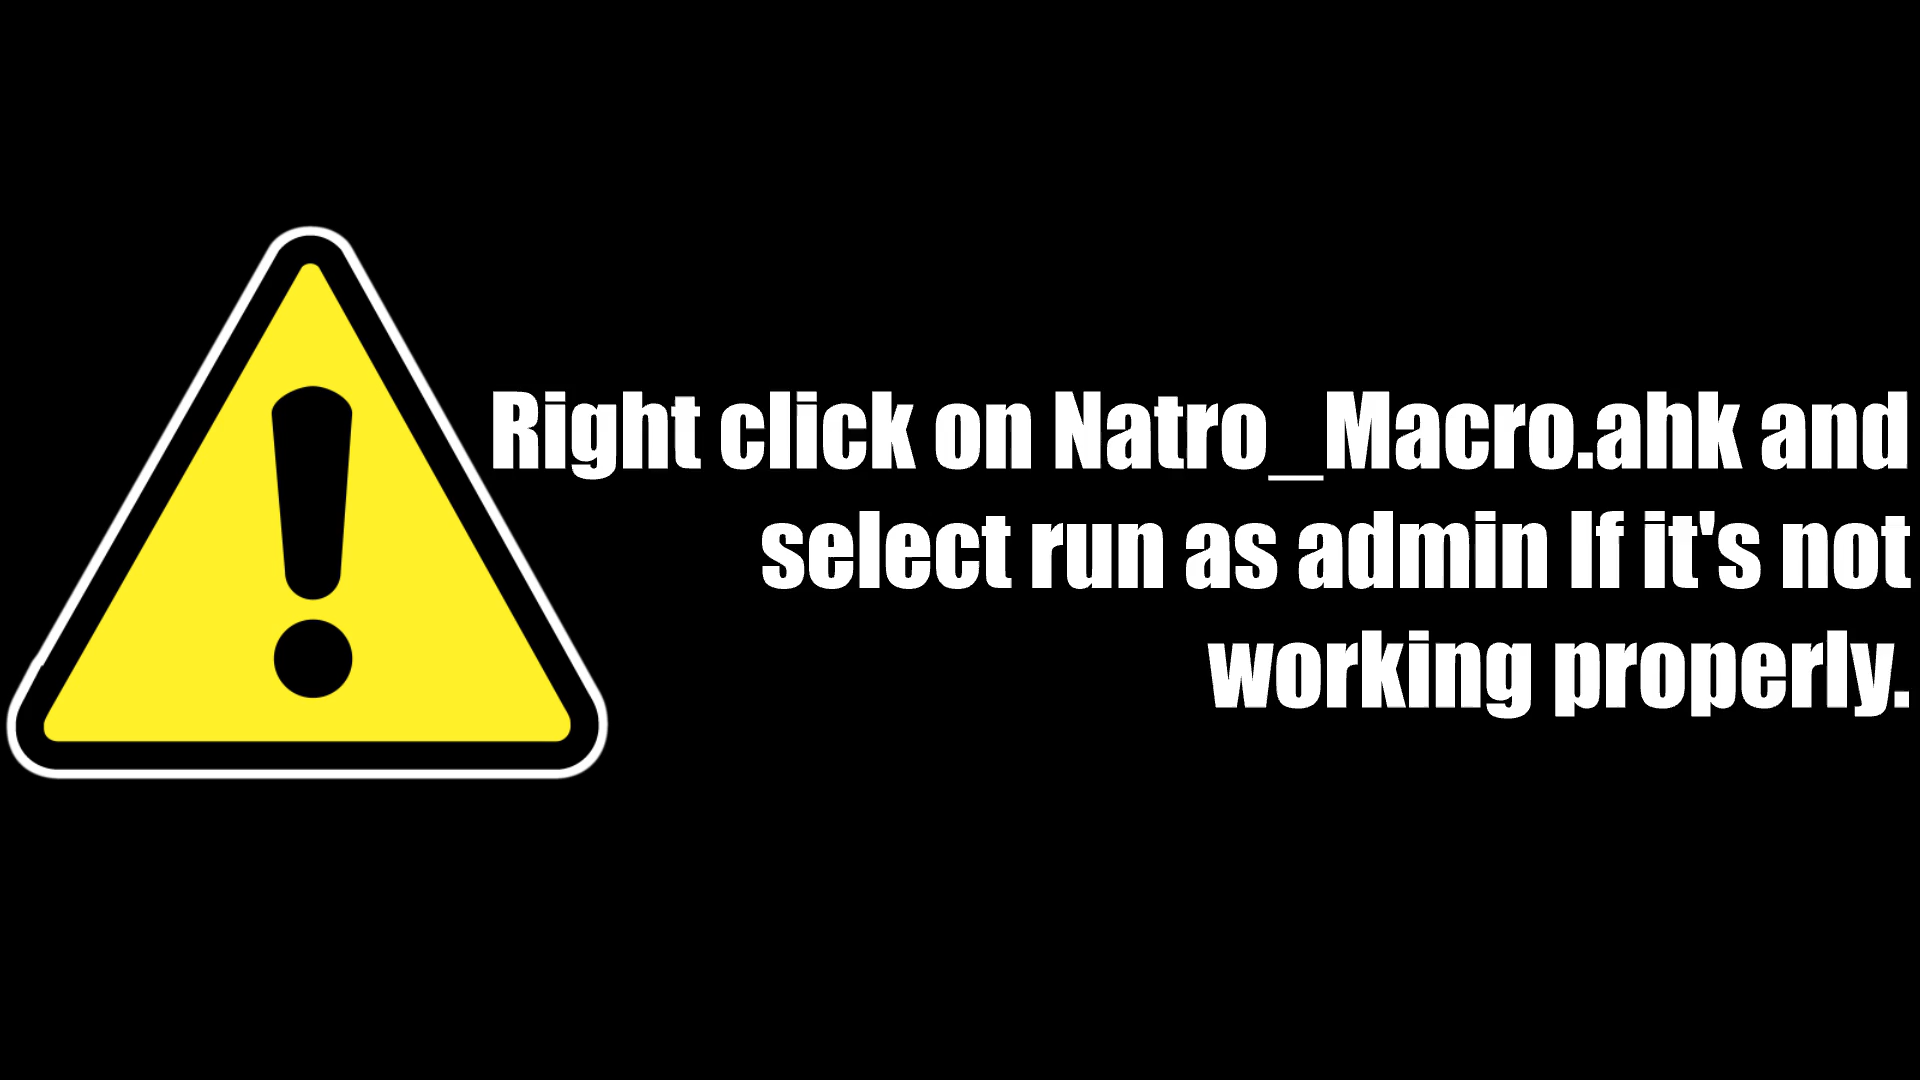 Right click on Natro_Macro.ahk and
select run as admin If it's not
working properly.